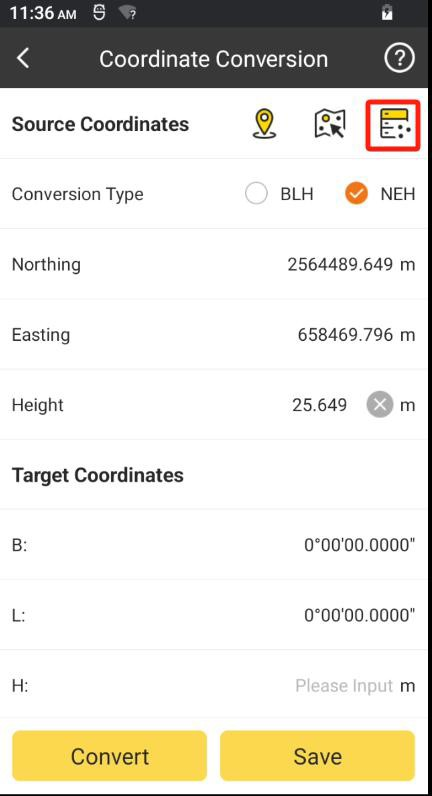 11:36 AM
Coordinate Conversion
Source Coordinates
Conversion Type BLH NEH
Northing 2564489.649 m
Easting 658469.796 m
Height 25.649 m
Target Coordinates
B: 0°00'00.0000"
L: 0°00'00.0000"
H: Please Input m
Convert Save